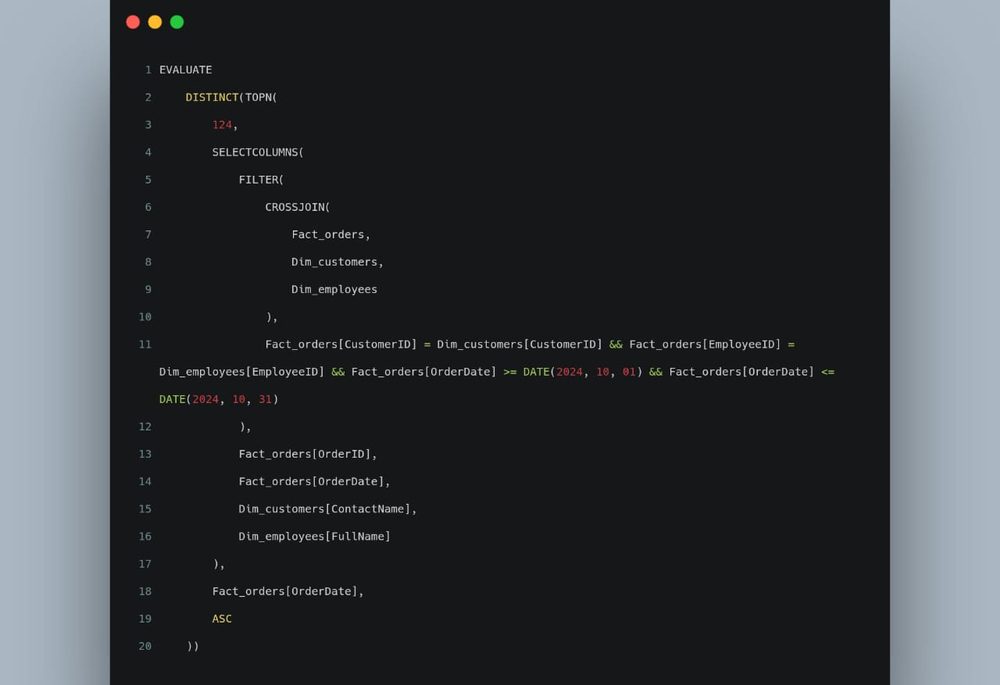 1 EVALUATE
2     DISTINCT(TOPN(
3         124,
4         SELECTCOLUMNS(
5             FILTER(
6                 CROSSJOIN(
7                     Fact_orders,
8                     Dim_customers,
9                     Dim_employees
10                 ),
11                 Fact_orders[CustomerID] = Dim_customers[CustomerID] && Fact_orders[EmployeeID] =
Dim_employees[EmployeeID] && Fact_orders[OrderDate] >= DATE(2024, 10, 01) && Fact_orders[OrderDate] <=
DATE(2024, 10, 31)
12             ),
13             Fact_orders[OrderID],
14             Fact_orders[OrderDate],
15             Dim_customers[ContactName],
16             Dim_employees[FullName]
17         ),
18         Fact_orders[OrderDate],
19         ASC
20     ))